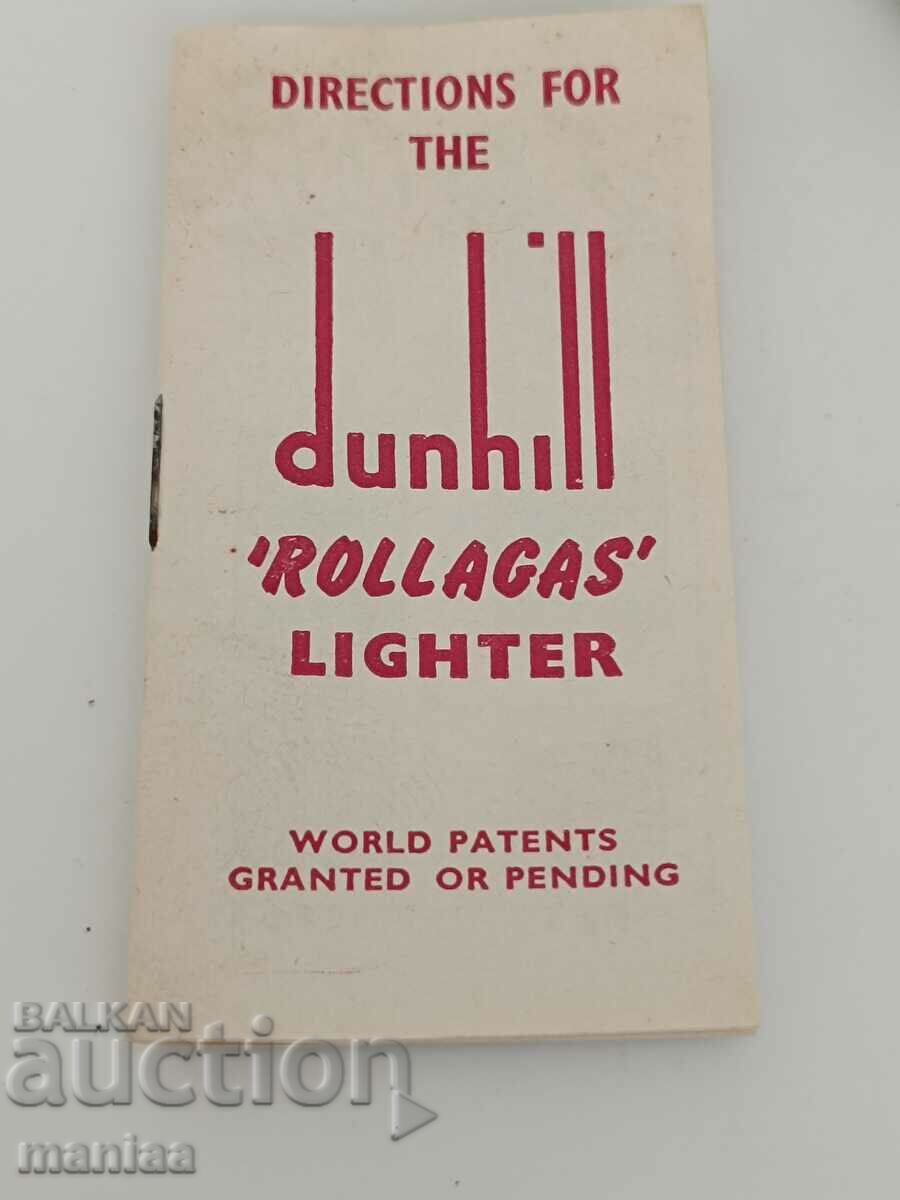 DIRECTIONS FOR
THE
dunhill
'ROLLAGAS'
LIGHTER
WORLD PATENTS
GRANTED OR PENDING
BALKAN
auction
maniaa